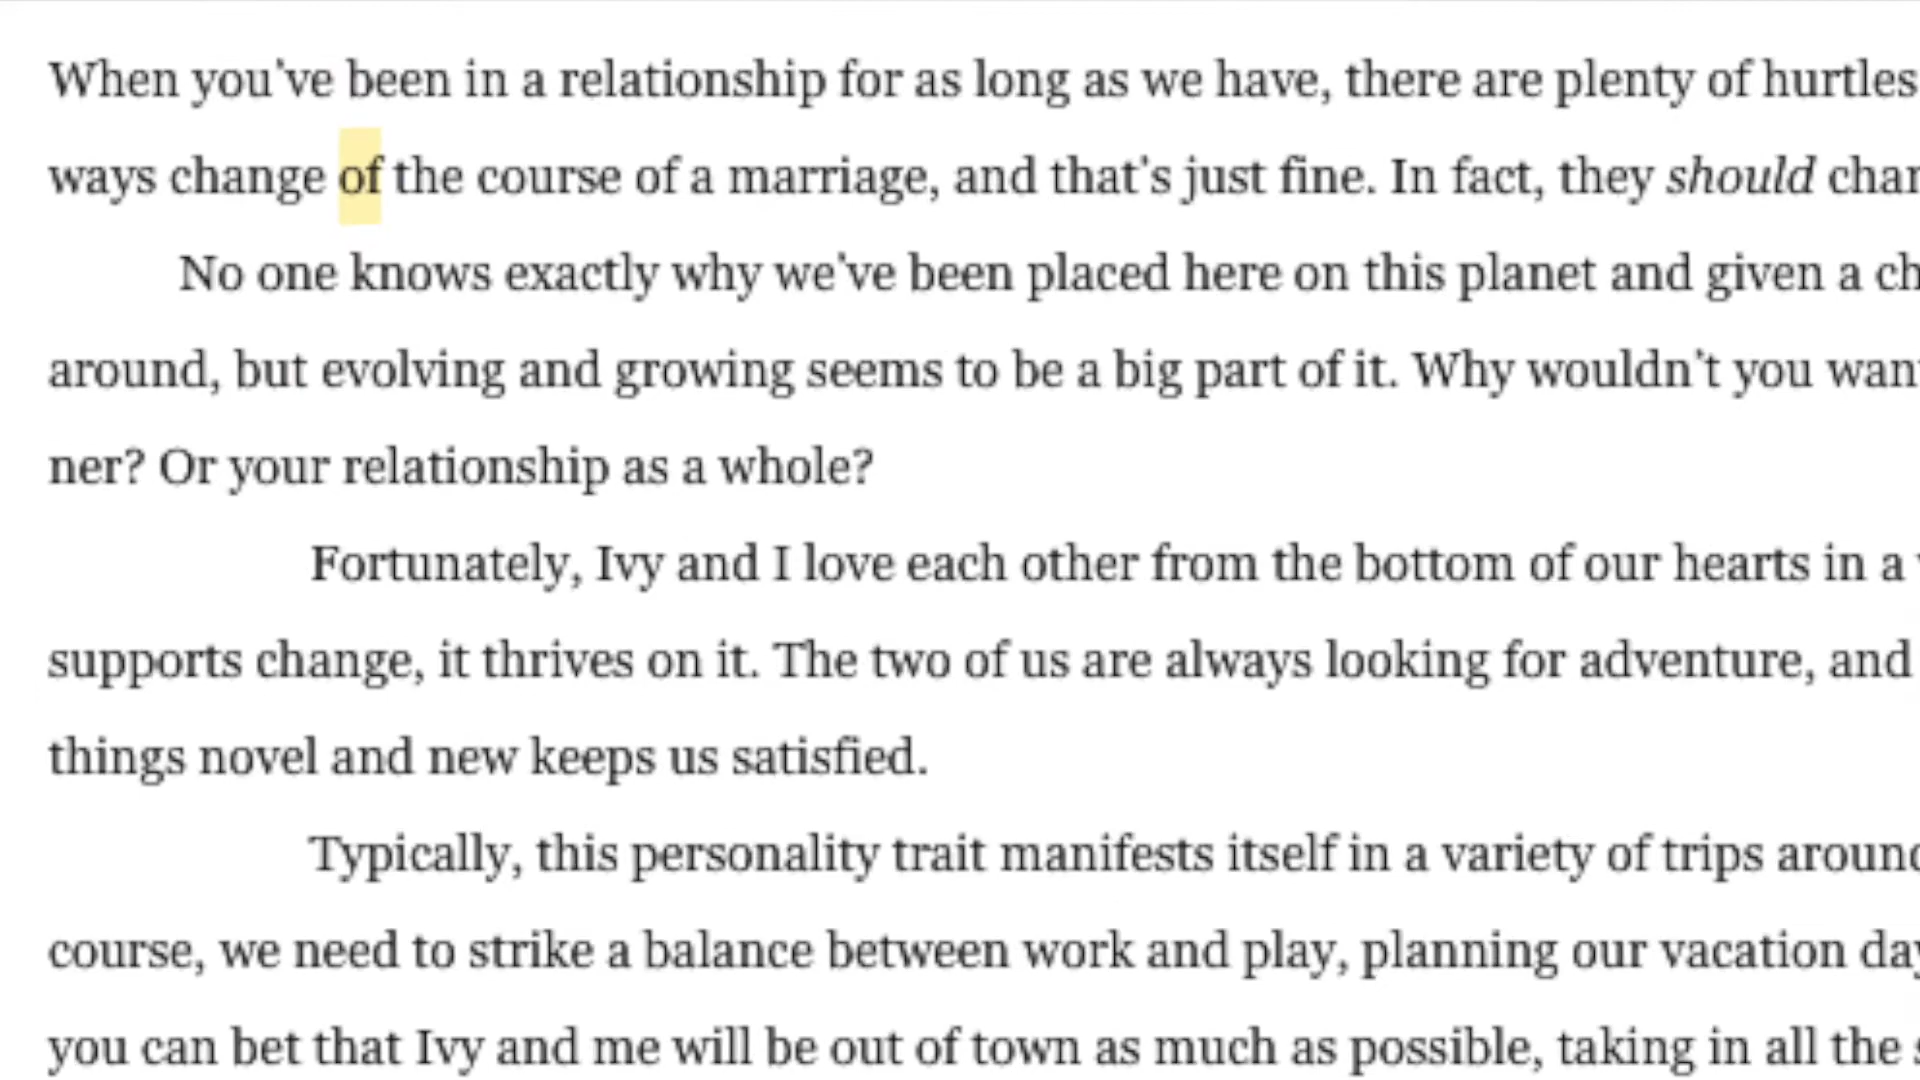 When you've been in a relationship for as long as we have, there are plenty of hurtles
ways change of the course of a marriage, and that's just fine. In fact, they should
No one knows exactly why we've been placed here on this planet and given a
around, but evolving and growing seems to be a big part of it. Why wouldn't you
ner? Or your relationship as a whole?
Fortunately, Ivy and I love each other from the bottom of our hearts in a
supports change, it thrives on it. The two of us are always looking for adventure, and
things novel and new keeps us satisfied.
Typically, this personality trait manifests itself in a variety of trips
course, we need to strike a balance between work and play, planning our vacation
you can bet that Ivy and me will be out of town as much as possible, taking in all the